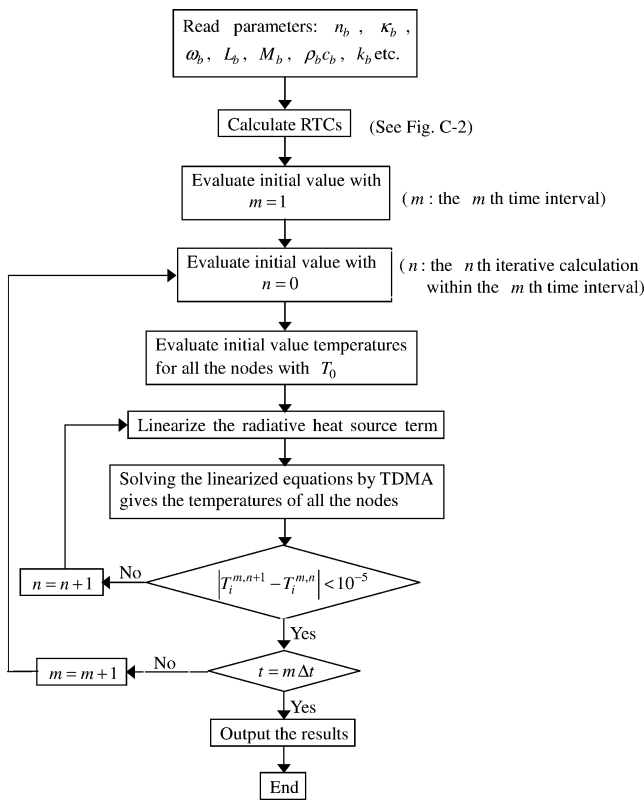 Read parameters: n_b , κ_b ,
ω_b, L_b, M_b, ρ_b c_b, k_b etc.
Calculate RTCs
(See Fig. C-2)
Evaluate initial value with
m=1
(m: the m th time interval)
Evaluate initial value with
n=0
(n: the n th iterative calculation
within the m th time interval)
Evaluate initial value temperatures
for all the nodes with T_0
Linearize the radiative heat source term
Solving the linearized equations by TDMA
gives the temperatures of all the nodes
|T_i^{m,n+1} − T_i^{m,n}| < 10^{-5}
No
n=n+1
Yes
t=mΔt
No
m=m+1
Yes
Output the results
End